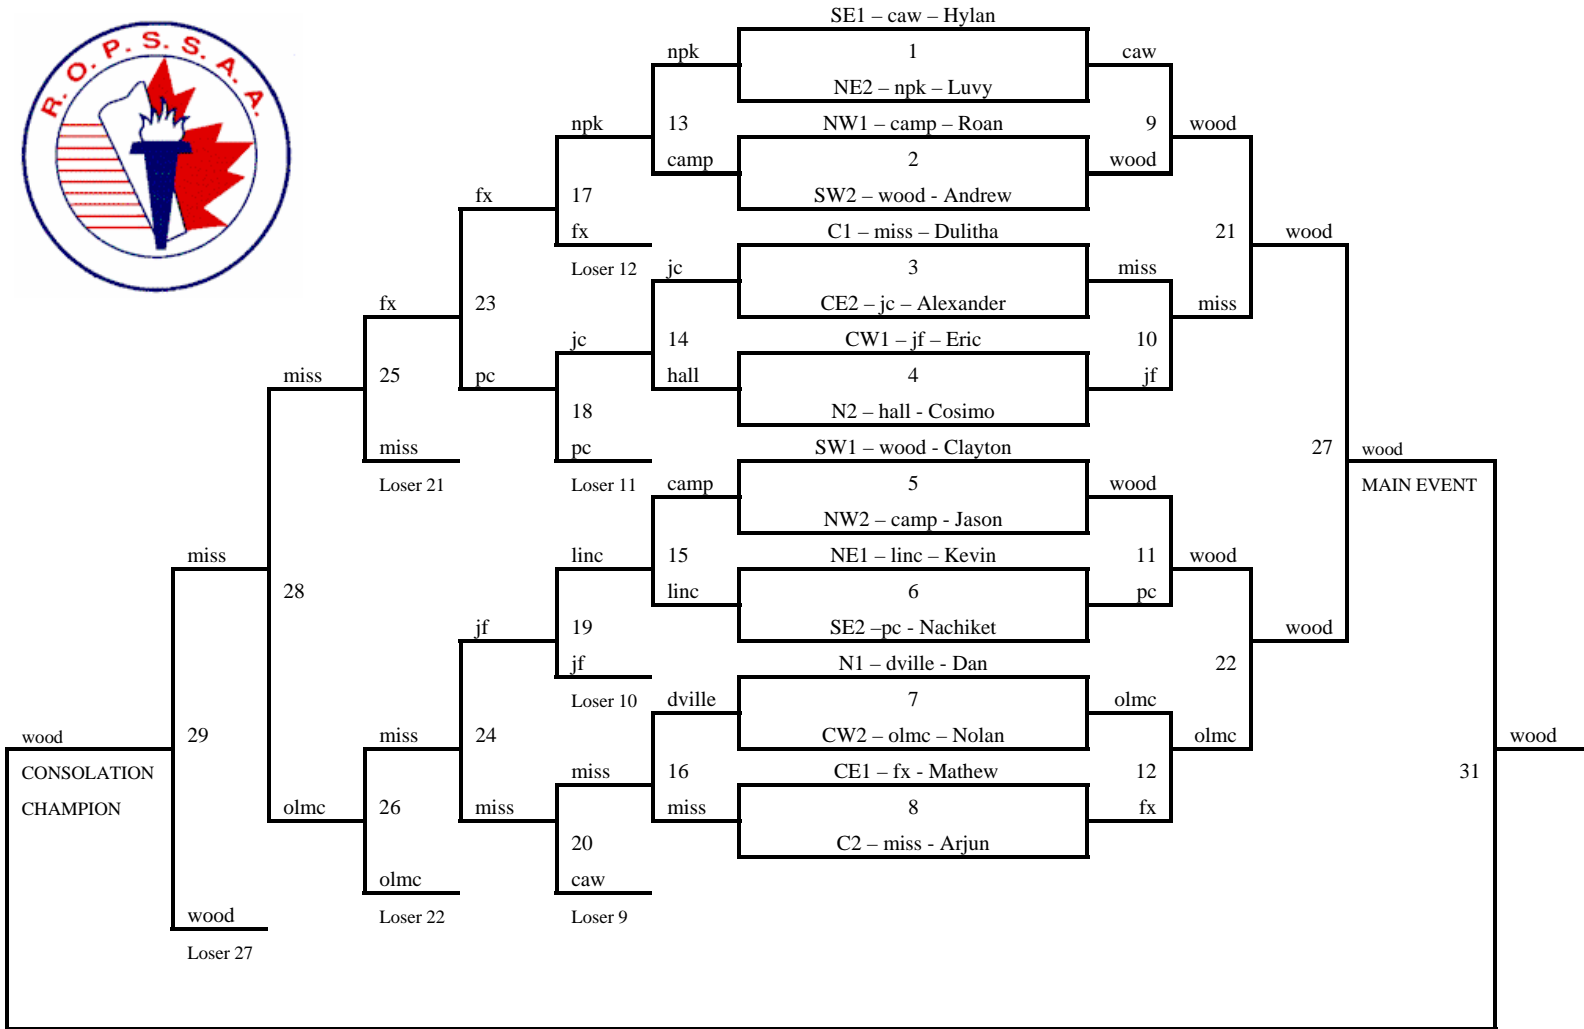 R. O. P. S. S. A. A.
SE1 – caw – Hylan
npk 1 caw
NE2 – npk – Luvy
npk 13 NW1 – camp – Roan 9 wood
camp 2 wood
fx 17 SW2 – wood - Andrew
fx C1 – miss – Dulitha 21 wood
Loser 12 jc 3 miss
fx 23 CE2 – jc – Alexander miss
jc 14 CW1 – jf – Eric 10
miss 25 pc hall 4 jf
18 N2 – hall - Cosimo
miss pc SW1 – wood - Clayton 27 wood
Loser 21 Loser 11 camp 5 wood MAIN EVENT
NW2 – camp - Jason
miss linc 15 NE1 – linc – Kevin 11 wood
28 linc 6 pc
jf 19 SE2 –pc - Nachiket wood
jf N1 – dville - Dan 22
Loser 10 dville 7 olmc
wood 29 miss 24 CW2 – olmc – Nolan olmc wood
CONSOLATION miss 16 CE1 – fx - Mathew 12 31
CHAMPION olmc 26 miss miss 8 fx
20 C2 – miss - Arjun
olmc caw
wood Loser 22 Loser 9
Loser 27